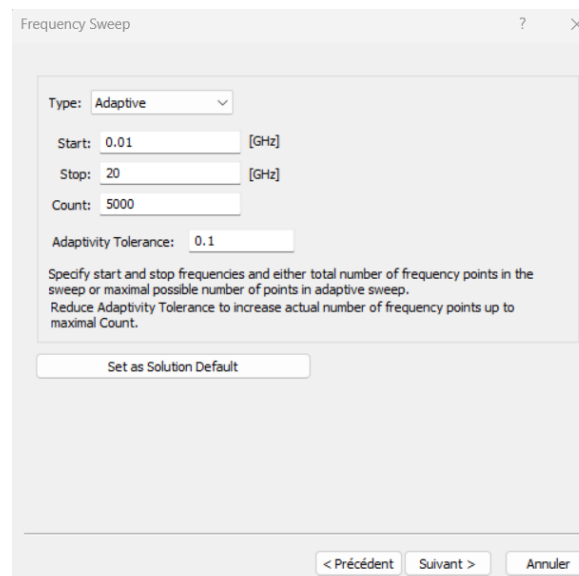 Frequency Sweep ?
Type: Adaptive
Start: 0.01 [GHz]
Stop: 20 [GHz]
Count: 5000
Adaptivity Tolerance: 0.1
Specify start and stop frequencies and either total number of frequency points in the
sweep or maximal possible number of points in adaptive sweep.
Reduce Adaptivity Tolerance to increase actual number of frequency points up to
maximal Count.
Set as Solution Default
< Précédent Suivant > Annuler